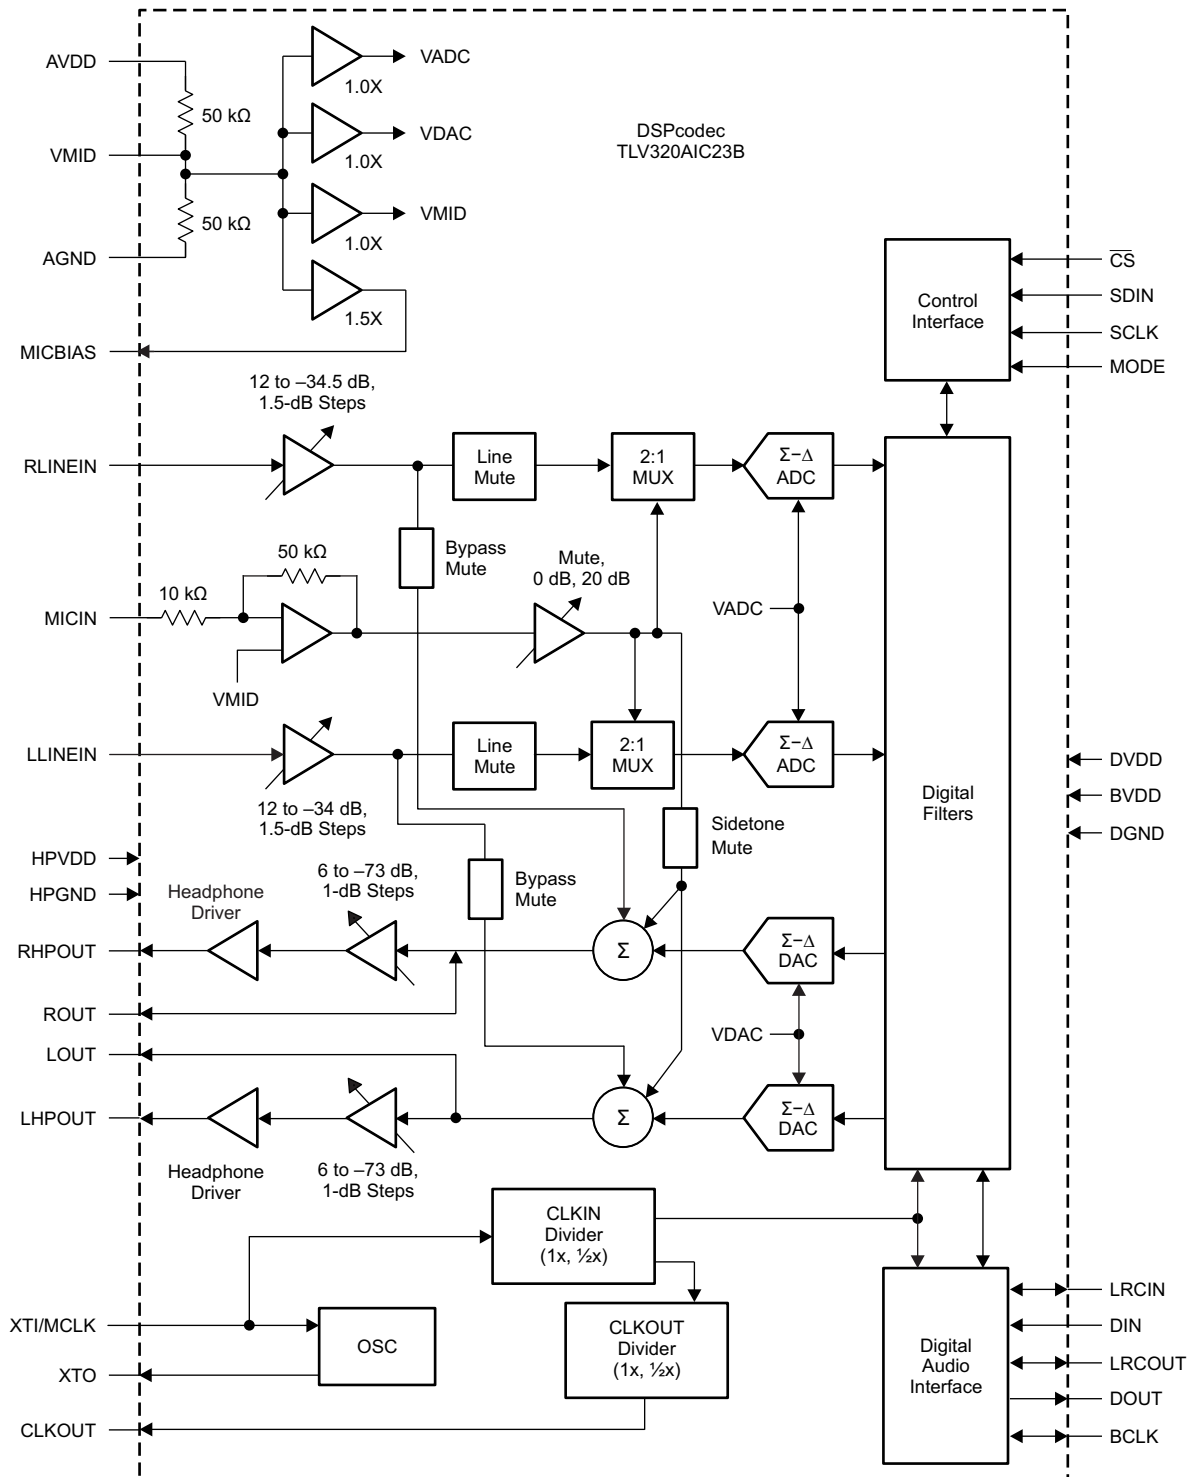 AVDD
50 kΩ
VMID
50 kΩ
AGND
1.0X
VADC
1.0X
VDAC
1.0X
VMID
1.5X
MICBIAS
DSPcodec
TLV320AIC23B
Control
Interface
CS
SDIN
SCLK
MODE
12 to –34.5 dB,
1.5-dB Steps
RLINEIN
Line
Mute
2:1
MUX
Σ–Δ
ADC
Bypass
Mute
50 kΩ
10 kΩ
MICIN
VMID
Mute,
0 dB, 20 dB
VADC
LLINEIN
12 to –34 dB,
1.5-dB Steps
Line
Mute
2:1
MUX
Σ–Δ
ADC
Digital
Filters
DVDD
BVDD
DGND
Sidetone
Mute
Bypass
Mute
HPVDD
HPGND
6 to –73 dB,
1-dB Steps
Headphone
Driver
RHPOUT
Σ
Σ–Δ
DAC
ROUT
LOUT
VDAC
LHPOUT
Σ
Σ–Δ
DAC
Headphone
Driver
6 to –73 dB,
1-dB Steps
CLKIN
Divider
(1x, ½x)
XTI/MCLK
OSC
XTO
CLKOUT
Divider
(1x, ½x)
CLKOUT
Digital
Audio
Interface
LRCIN
DIN
LRCOUT
DOUT
BCLK